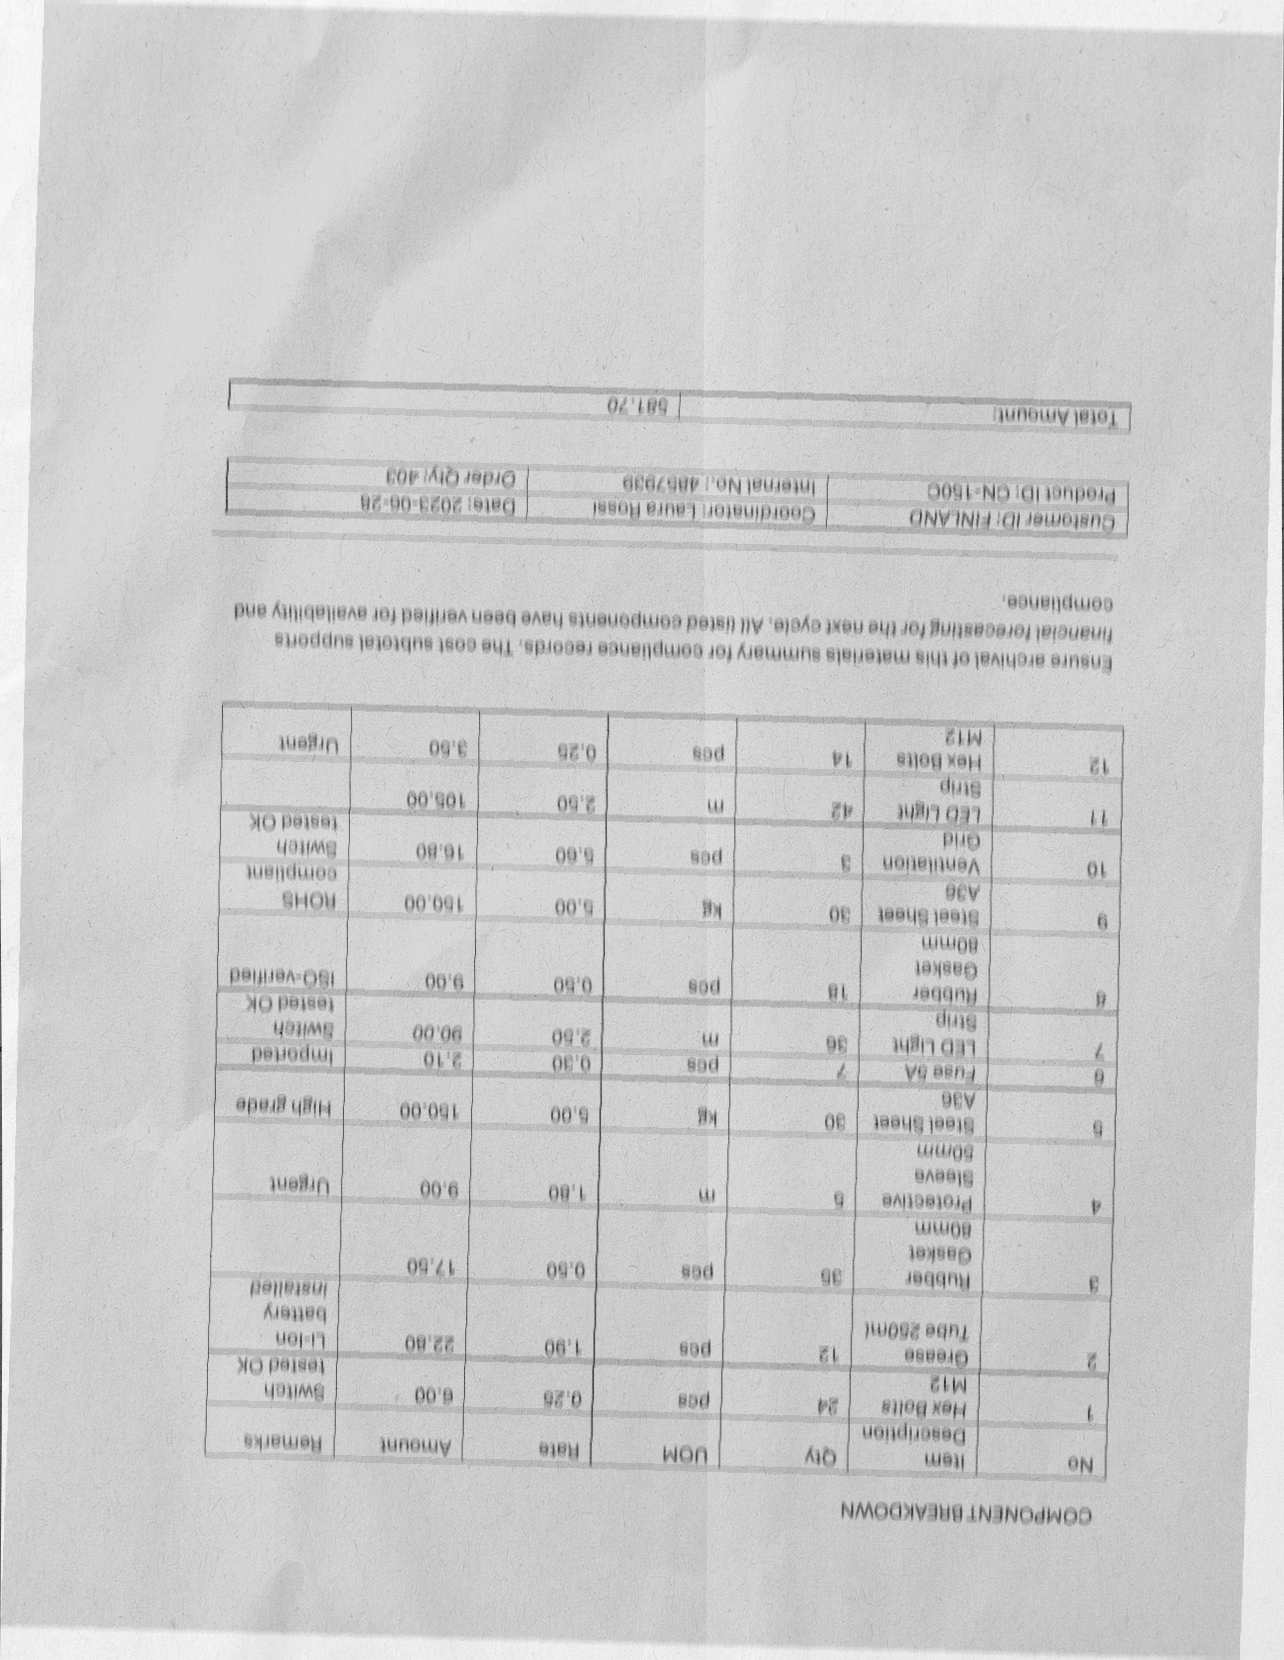 COMPONENT BREAKDOWN
No Item Description Qty UOM Rate Amount Remarks
1 Hex Bolts M12 24 pcs 0.25 6.00 Switch tested OK
2 Grease Tube 250ml 12 pcs 1.90 22.80 Li-Ion battery installed
3 Rubber Gasket 80mm 35 pcs 0.50 17.50
4 Protective Sleeve 50mm 5 m 1.80 9.00 Urgent
5 Steel Sheet A36 30 kg 5.00 150.00 High grade
6 Fuse 5A 7 pcs 0.30 2.10 Imported
7 LED Light Strip 36 m 2.50 90.00 Switch tested OK
8 Rubber Gasket 80mm 18 pcs 0.50 9.00 ISO-verified
9 Steel Sheet A36 30 kg 5.00 150.00 ROHS compliant
10 Ventilation Grid 3 pcs 5.60 16.80 Switch tested OK
11 LED Light Strip 42 m 2.50 105.00
12 Hex Bolts M12 14 pcs 0.25 3.50 Urgent
Ensure archival of this materials summary for compliance records. The cost subtotal supports
financial forecasting for the next cycle. All listed components have been verified for availability and
compliance.
Customer ID: FINLAND Coordinator: Laura Rossi Date: 2023-06-28
Product ID: CN-150C Internal No.: 4857939 Order Qty: 403
Total Amount: 581.70